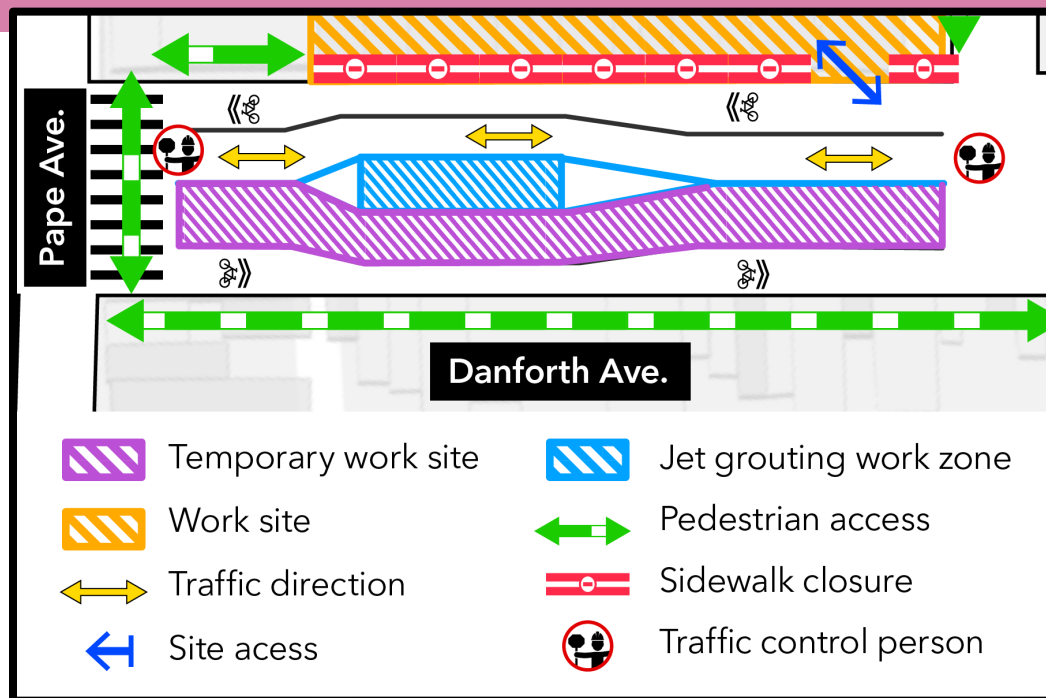 Pape Ave.
Danforth Ave.
Temporary work site
Jet grouting work zone
Work site
Pedestrian access
Traffic direction
Sidewalk closure
Site acess
Traffic control person